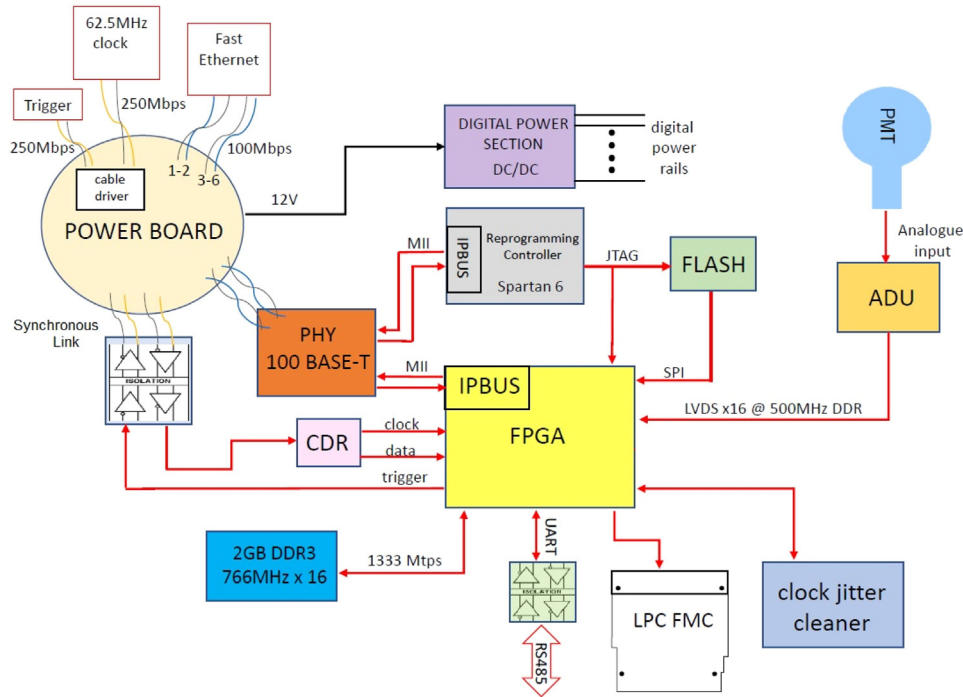 62.5MHz
clock
Fast
Ethernet
Trigger
250Mbps
250Mbps
100Mbps
1-2
3-6
cable
driver
POWER BOARD
12V
DIGITAL POWER
SECTION
DC/DC
digital
power
rails
PMT
Analogue
input
ADU
MII
IPBUS
Reprogramming
Controller
Spartan 6
JTAG
FLASH
Synchronous
Link
ISOLATION
PHY
100 BASE-T
MII
IPBUS
FPGA
SPI
LVDS x16 @ 500MHz DDR
CDR
clock
data
trigger
2GB DDR3
766MHz x 16
1333 Mtps
UART
ISOLATION
RS485
LPC FMC
clock jitter
cleaner